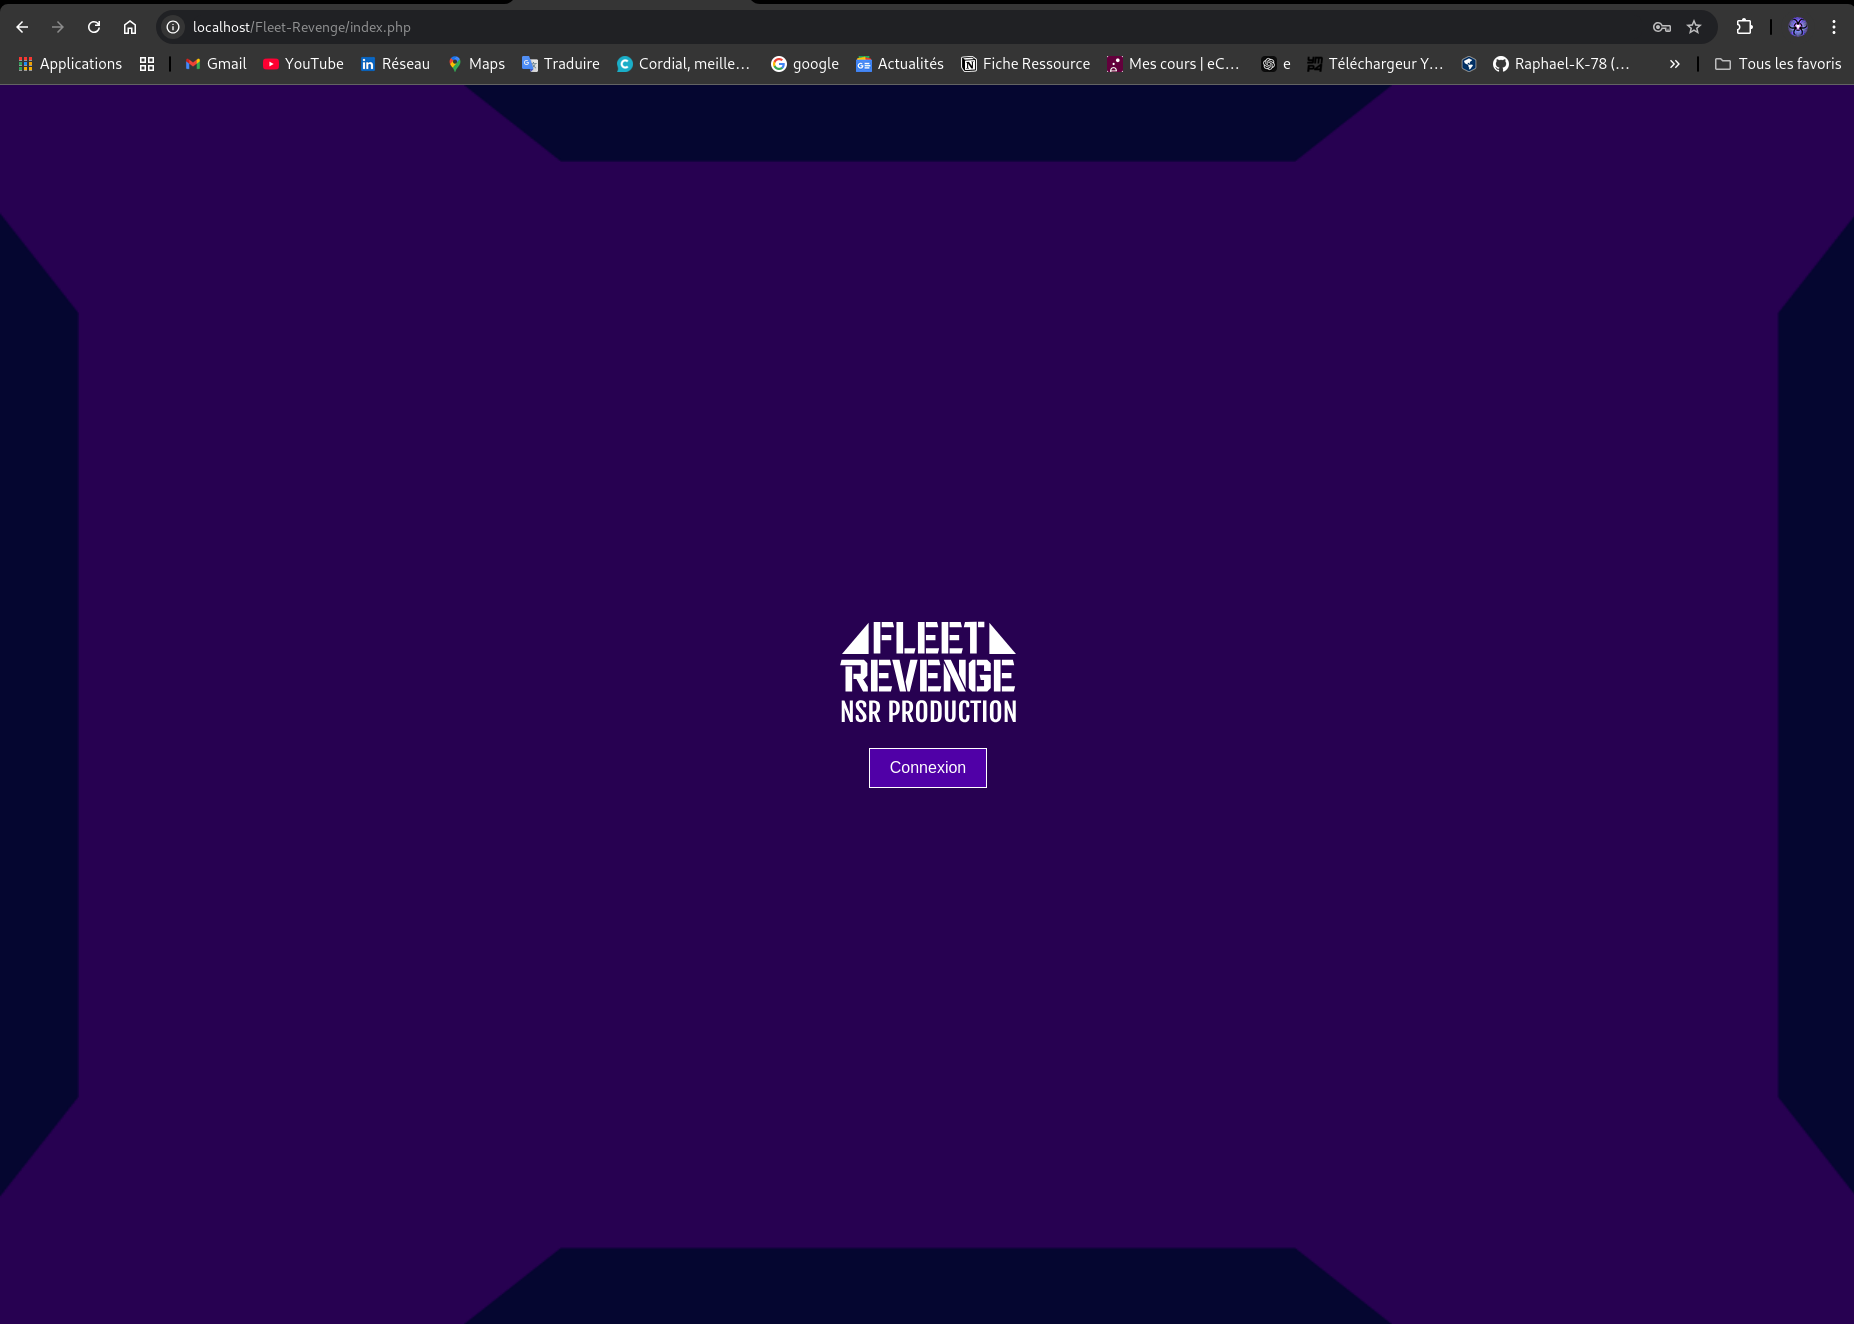 localhost/Fleet-Revenge/index.php
Applications Gmail YouTube Réseau Maps Traduire Cordial, meille... google Actualités Fiche Ressource Mes cours | eC... e Téléchargeur Y... Raphael-K-78 (... » Tous les favoris
FLEET
REVENGE
NSR PRODUCTION
Connexion